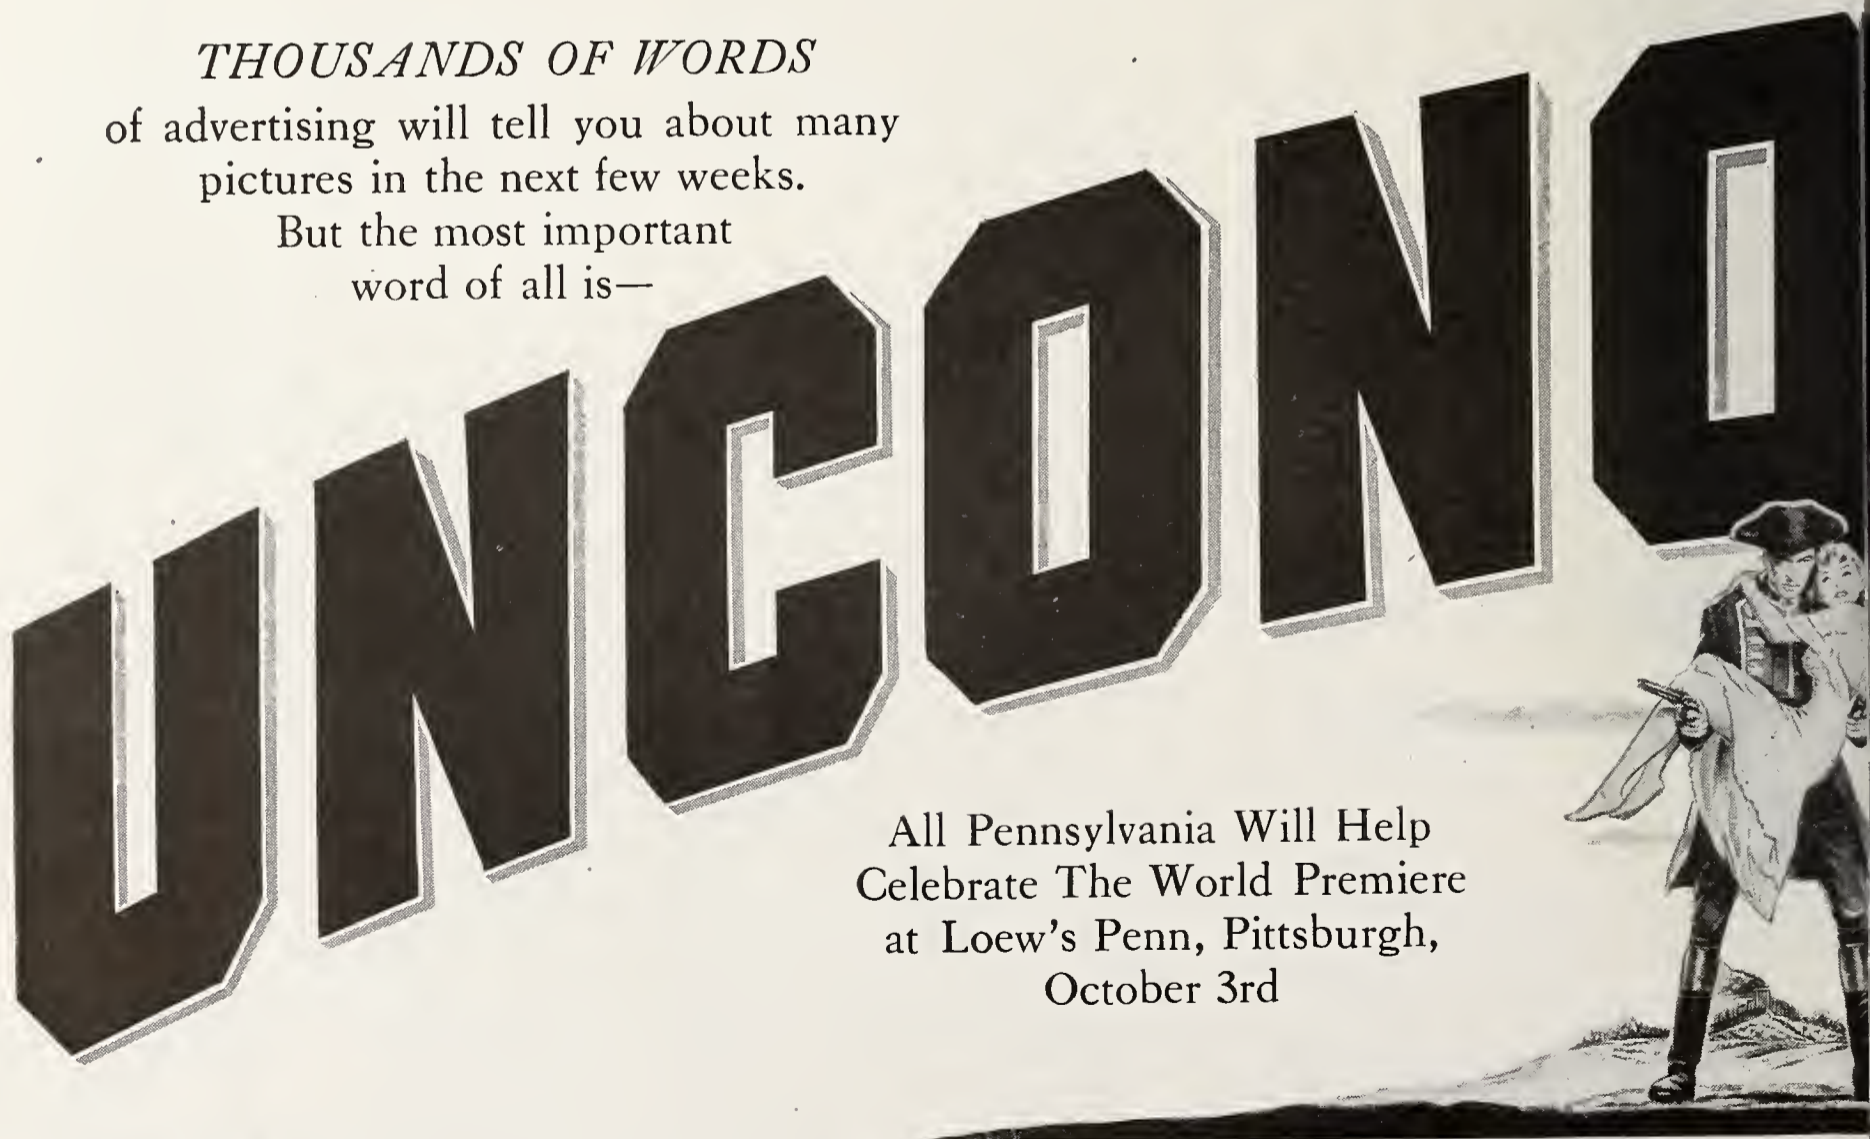 THOUSANDS OF WORDS
of advertising will tell you about many
pictures in the next few weeks.
But the most important
word of all is—
UNCONQ
All Pennsylvania Will Help
Celebrate The World Premiere
at Loew's Penn, Pittsburgh,
October 3rd